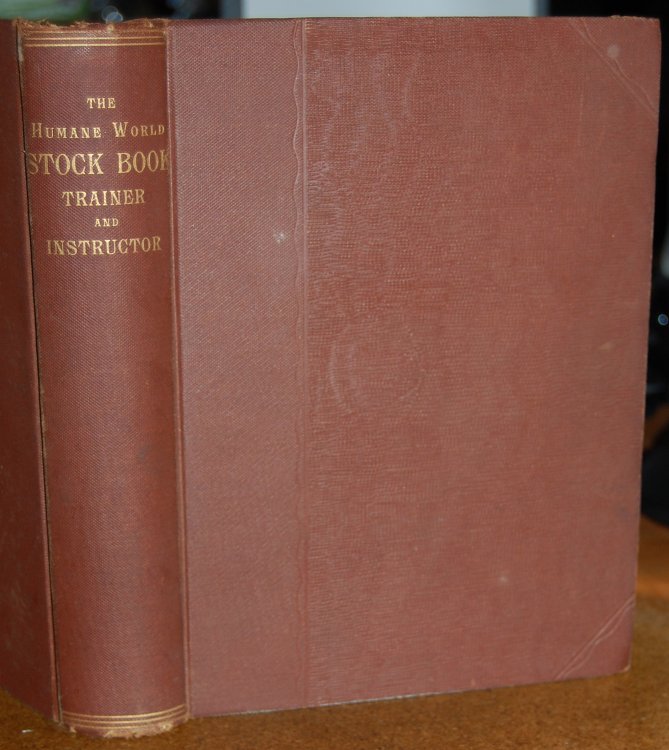 THE
HUMANE WORLD
STOCK BOOK
TRAINER
AND
INSTRUCTOR